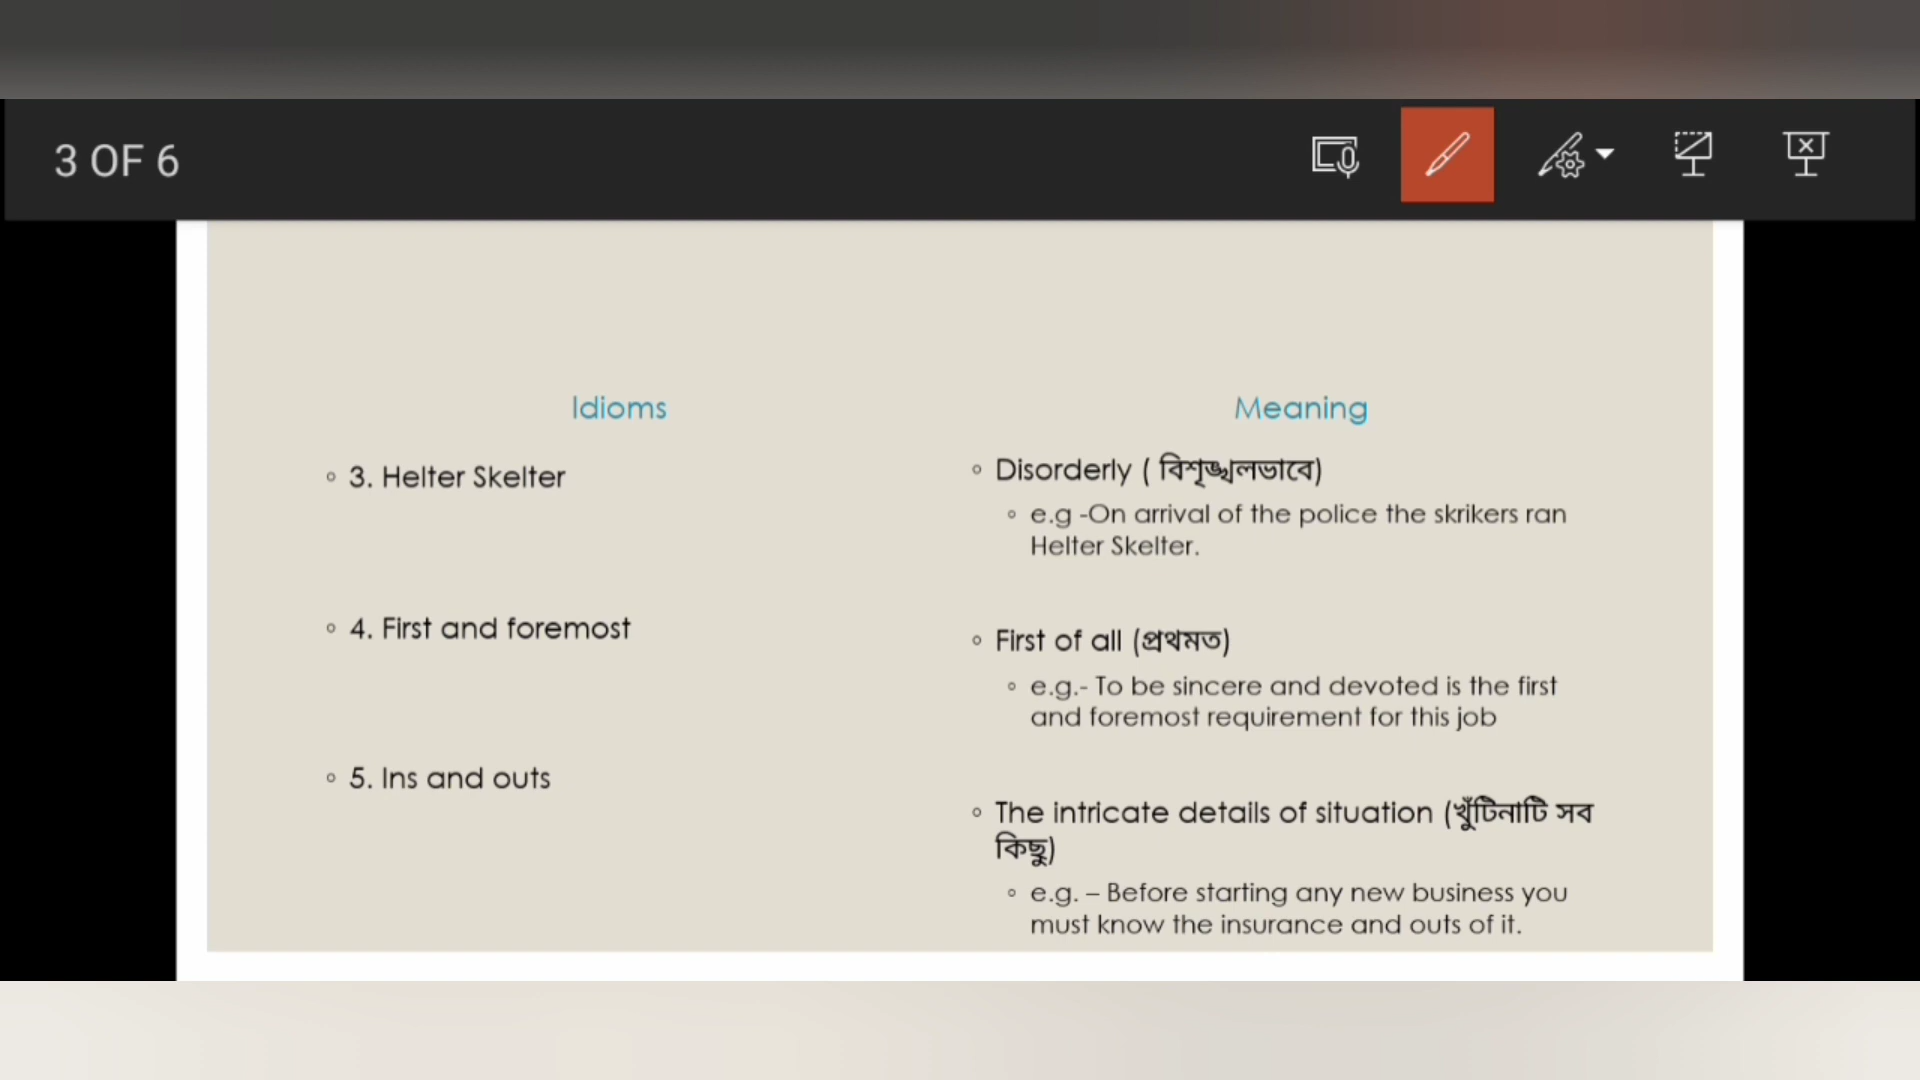 3 OF 6
Idioms
3. Helter Skelter
4. First and foremost
5. Ins and outs
Meaning
Disorderly ( বিশৃঙ্খলভাবে)
e.g -On arrival of the police the skrikers ran
Helter Skelter.
First of all (প্রথমত)
e.g.- To be sincere and devoted is the first
and foremost requirement for this job
The intricate details of situation (খুঁটিনাটি সব
কিছু)
e.g. – Before starting any new business you
must know the insurance and outs of it.